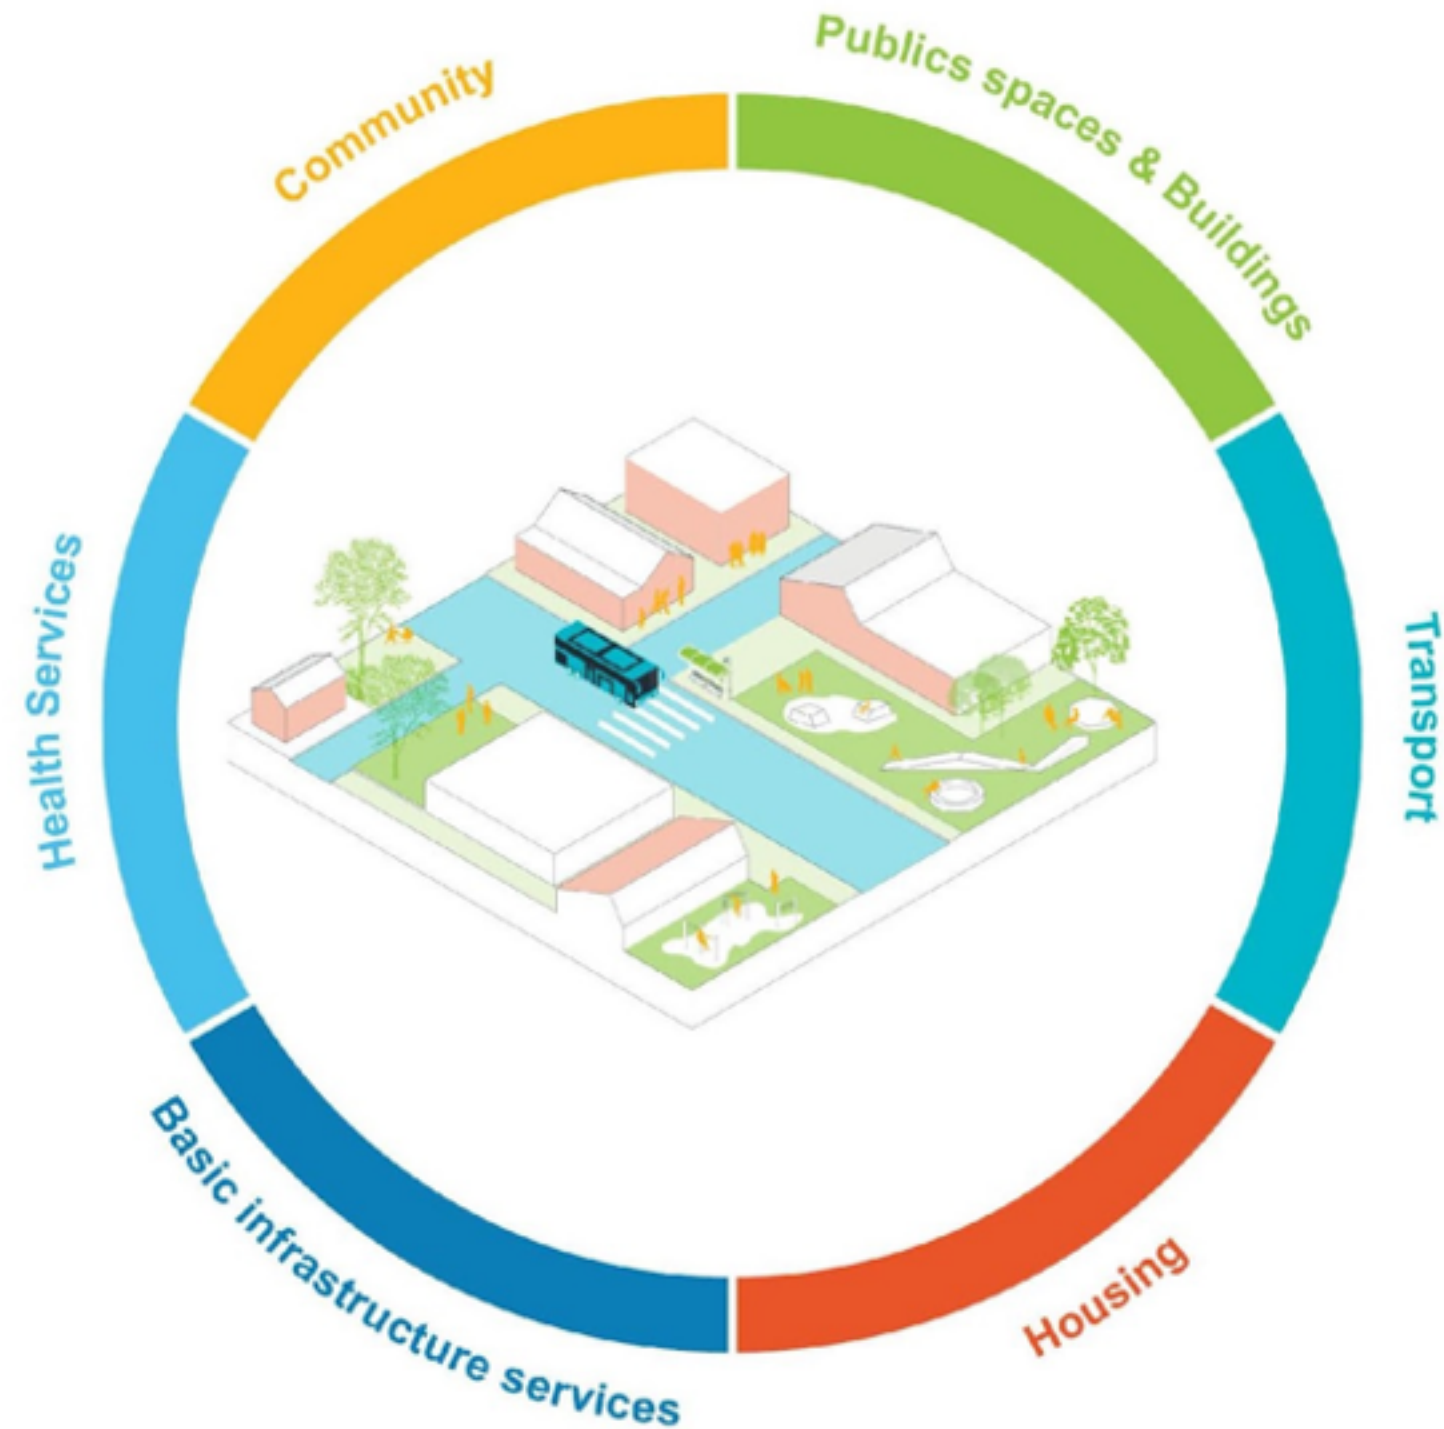 Community
Publics spaces & Buildings
Transport
Housing
Basic infrastructure services
Health Services